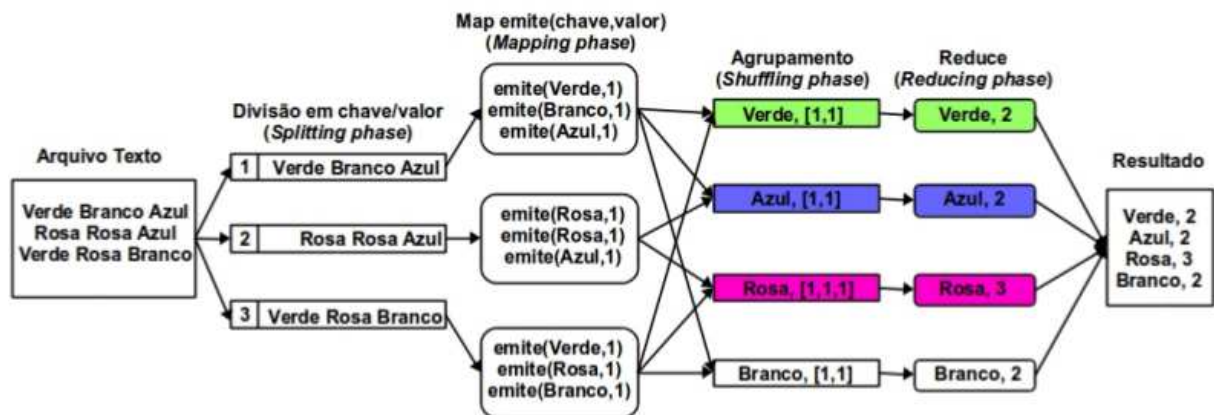 Arquivo Texto
Verde Branco Azul
Rosa Rosa Azul
Verde Rosa Branco
Divisão em chave/valor
(Splitting phase)
1 Verde Branco Azul
2 Rosa Rosa Azul
3 Verde Rosa Branco
Map emite(chave,valor)
(Mapping phase)
emite(Verde,1)
emite(Branco,1)
emite(Azul,1)
emite(Rosa,1)
emite(Rosa,1)
emite(Azul,1)
emite(Verde,1)
emite(Rosa,1)
emite(Branco,1)
Agrupamento
(Shuffling phase)
Verde, [1,1]
Azul, [1,1]
Rosa, [1,1,1]
Branco, [1,1]
Reduce
(Reducing phase)
Verde, 2
Azul, 2
Rosa, 3
Branco, 2
Resultado
Verde, 2
Azul, 2
Rosa, 3
Branco, 2